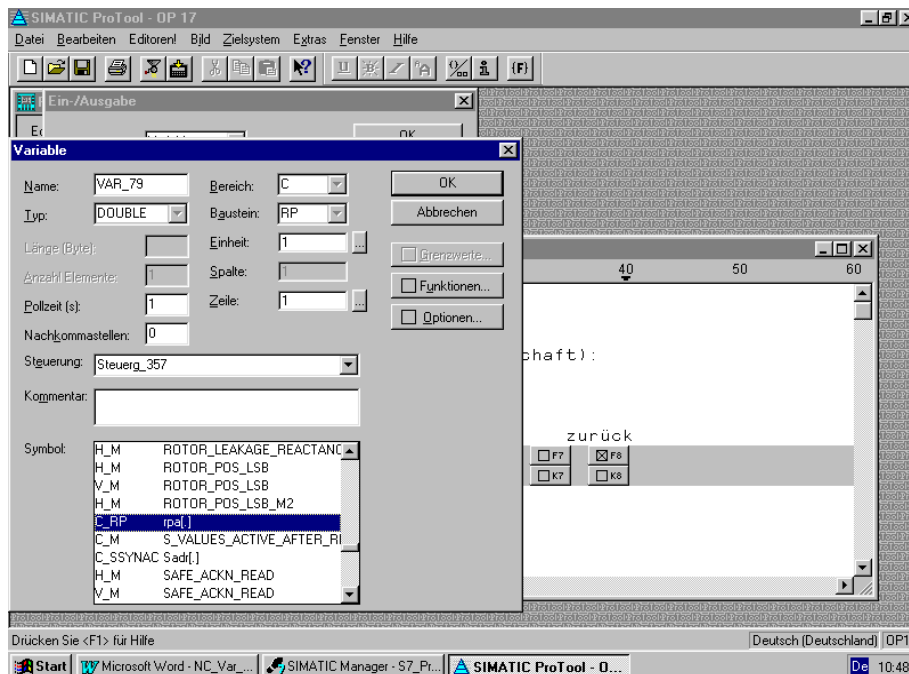 SIMATIC ProTool - OP 17
Datei Bearbeiten Editoren! Bild Zielsystem Extras Fenster Hilfe
Ein-/Ausgabe
OK
Variable
Name: VAR_79 Bereich: C OK
Typ: DOUBLE Baustein: RP Abbrechen
Länge (Byte): Einheit: 1 ... Grenzwerte...
Anzahl Elemente: 1 Spalte: 1
Pollzeit (s): 1 Zeile: 1 ... Funktionen...
Nachkommastellen: 0 Optionen...
Steuerung: Steuerg_357
Kommentar:
Symbol:
H_M ROTOR_LEAKAGE_REACTANC
H_M ROTOR_POS_LSB
V_M ROTOR_POS_LSB
H_M ROTOR_POS_LSB_M2
C_RP rpa[.]
C_M S_VALUES_ACTIVE_AFTER_RE
C_SSYNAC Sadr[.]
H_M SAFE_ACKN_READ
V_M SAFE_ACKN_READ
40 50 60
chaft):
zurück
F7 F8
K7 K8
Drücken Sie <F1> für Hilfe Deutsch (Deutschland) OP1
Start Microsoft Word - NC_Var_... SIMATIC Manager - S7_Pr... SIMATIC ProTool - O... De 10:48